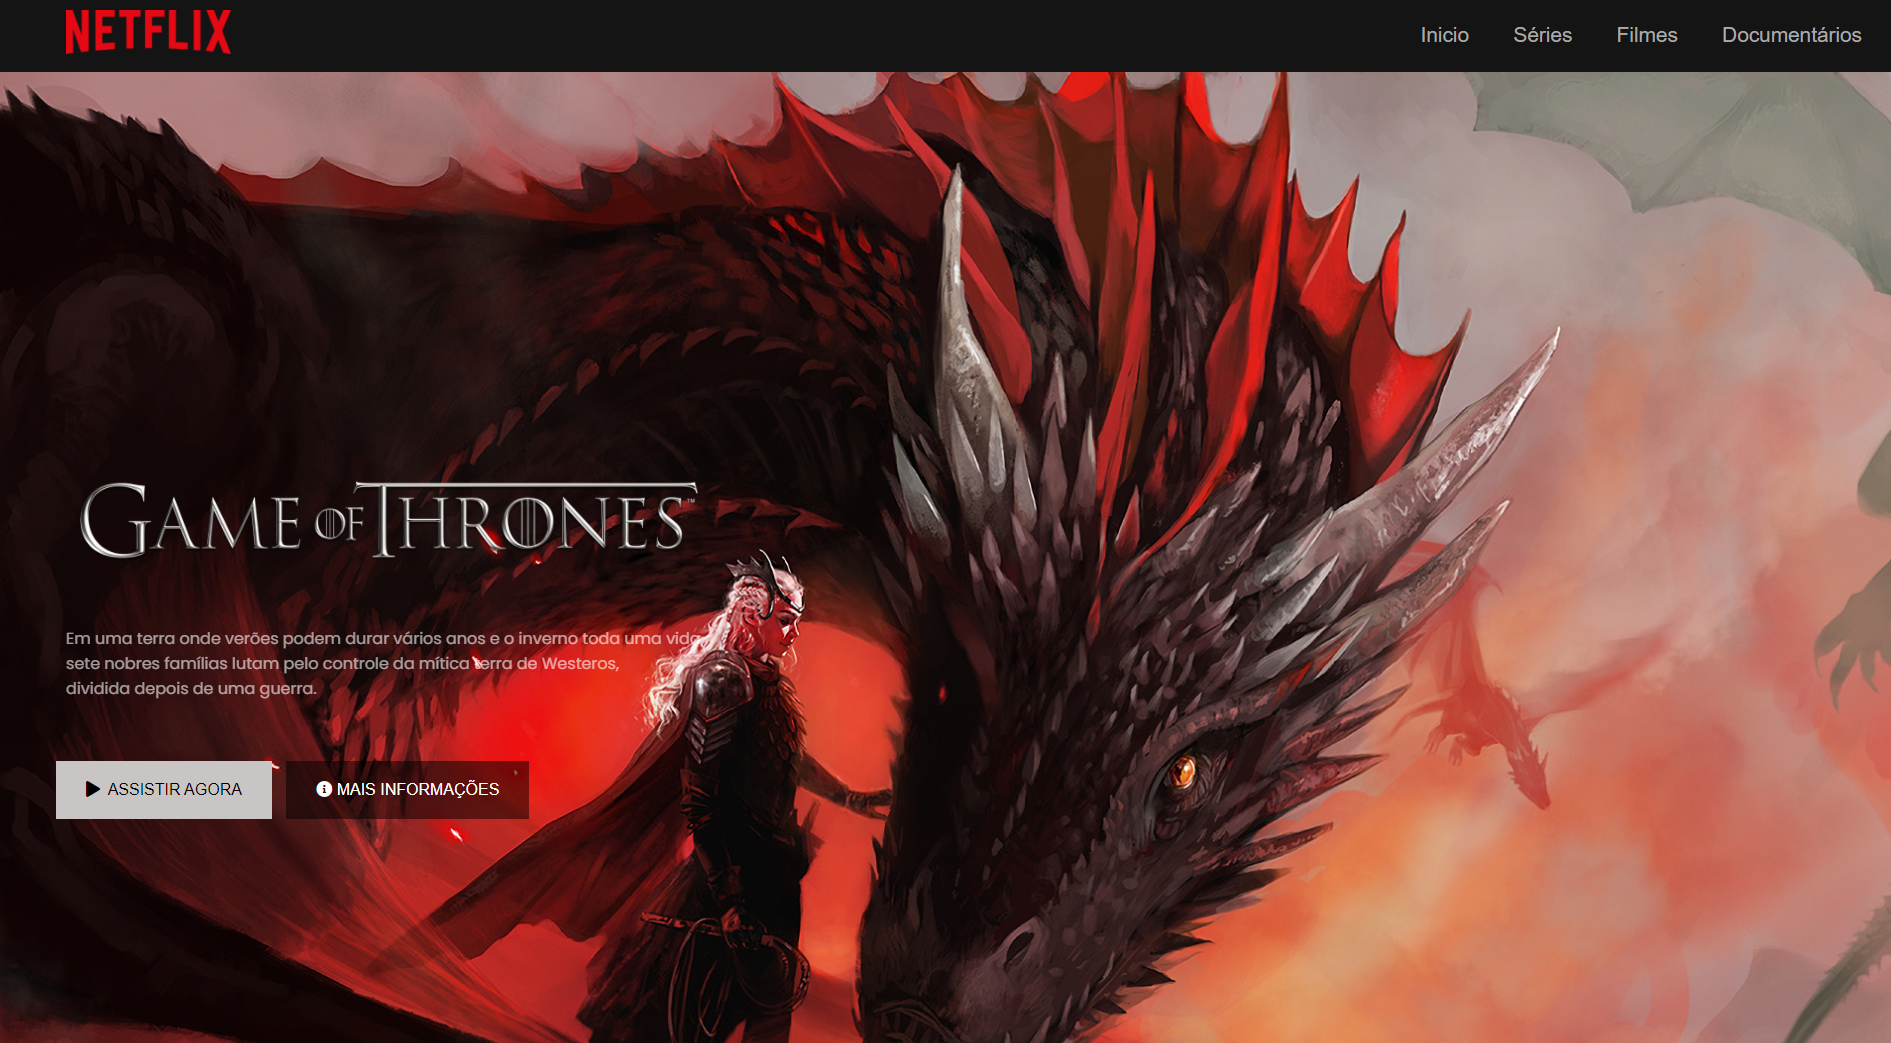 NETFLIX
Inicio Séries Filmes Documentários
GAME OF THRONES™
Em uma terra onde verões podem durar vários anos e o inverno toda uma vida,
sete nobres famílias lutam pelo controle da mítica terra de Westeros,
dividida depois de uma guerra.
ASSISTIR AGORA
MAIS INFORMAÇÕES